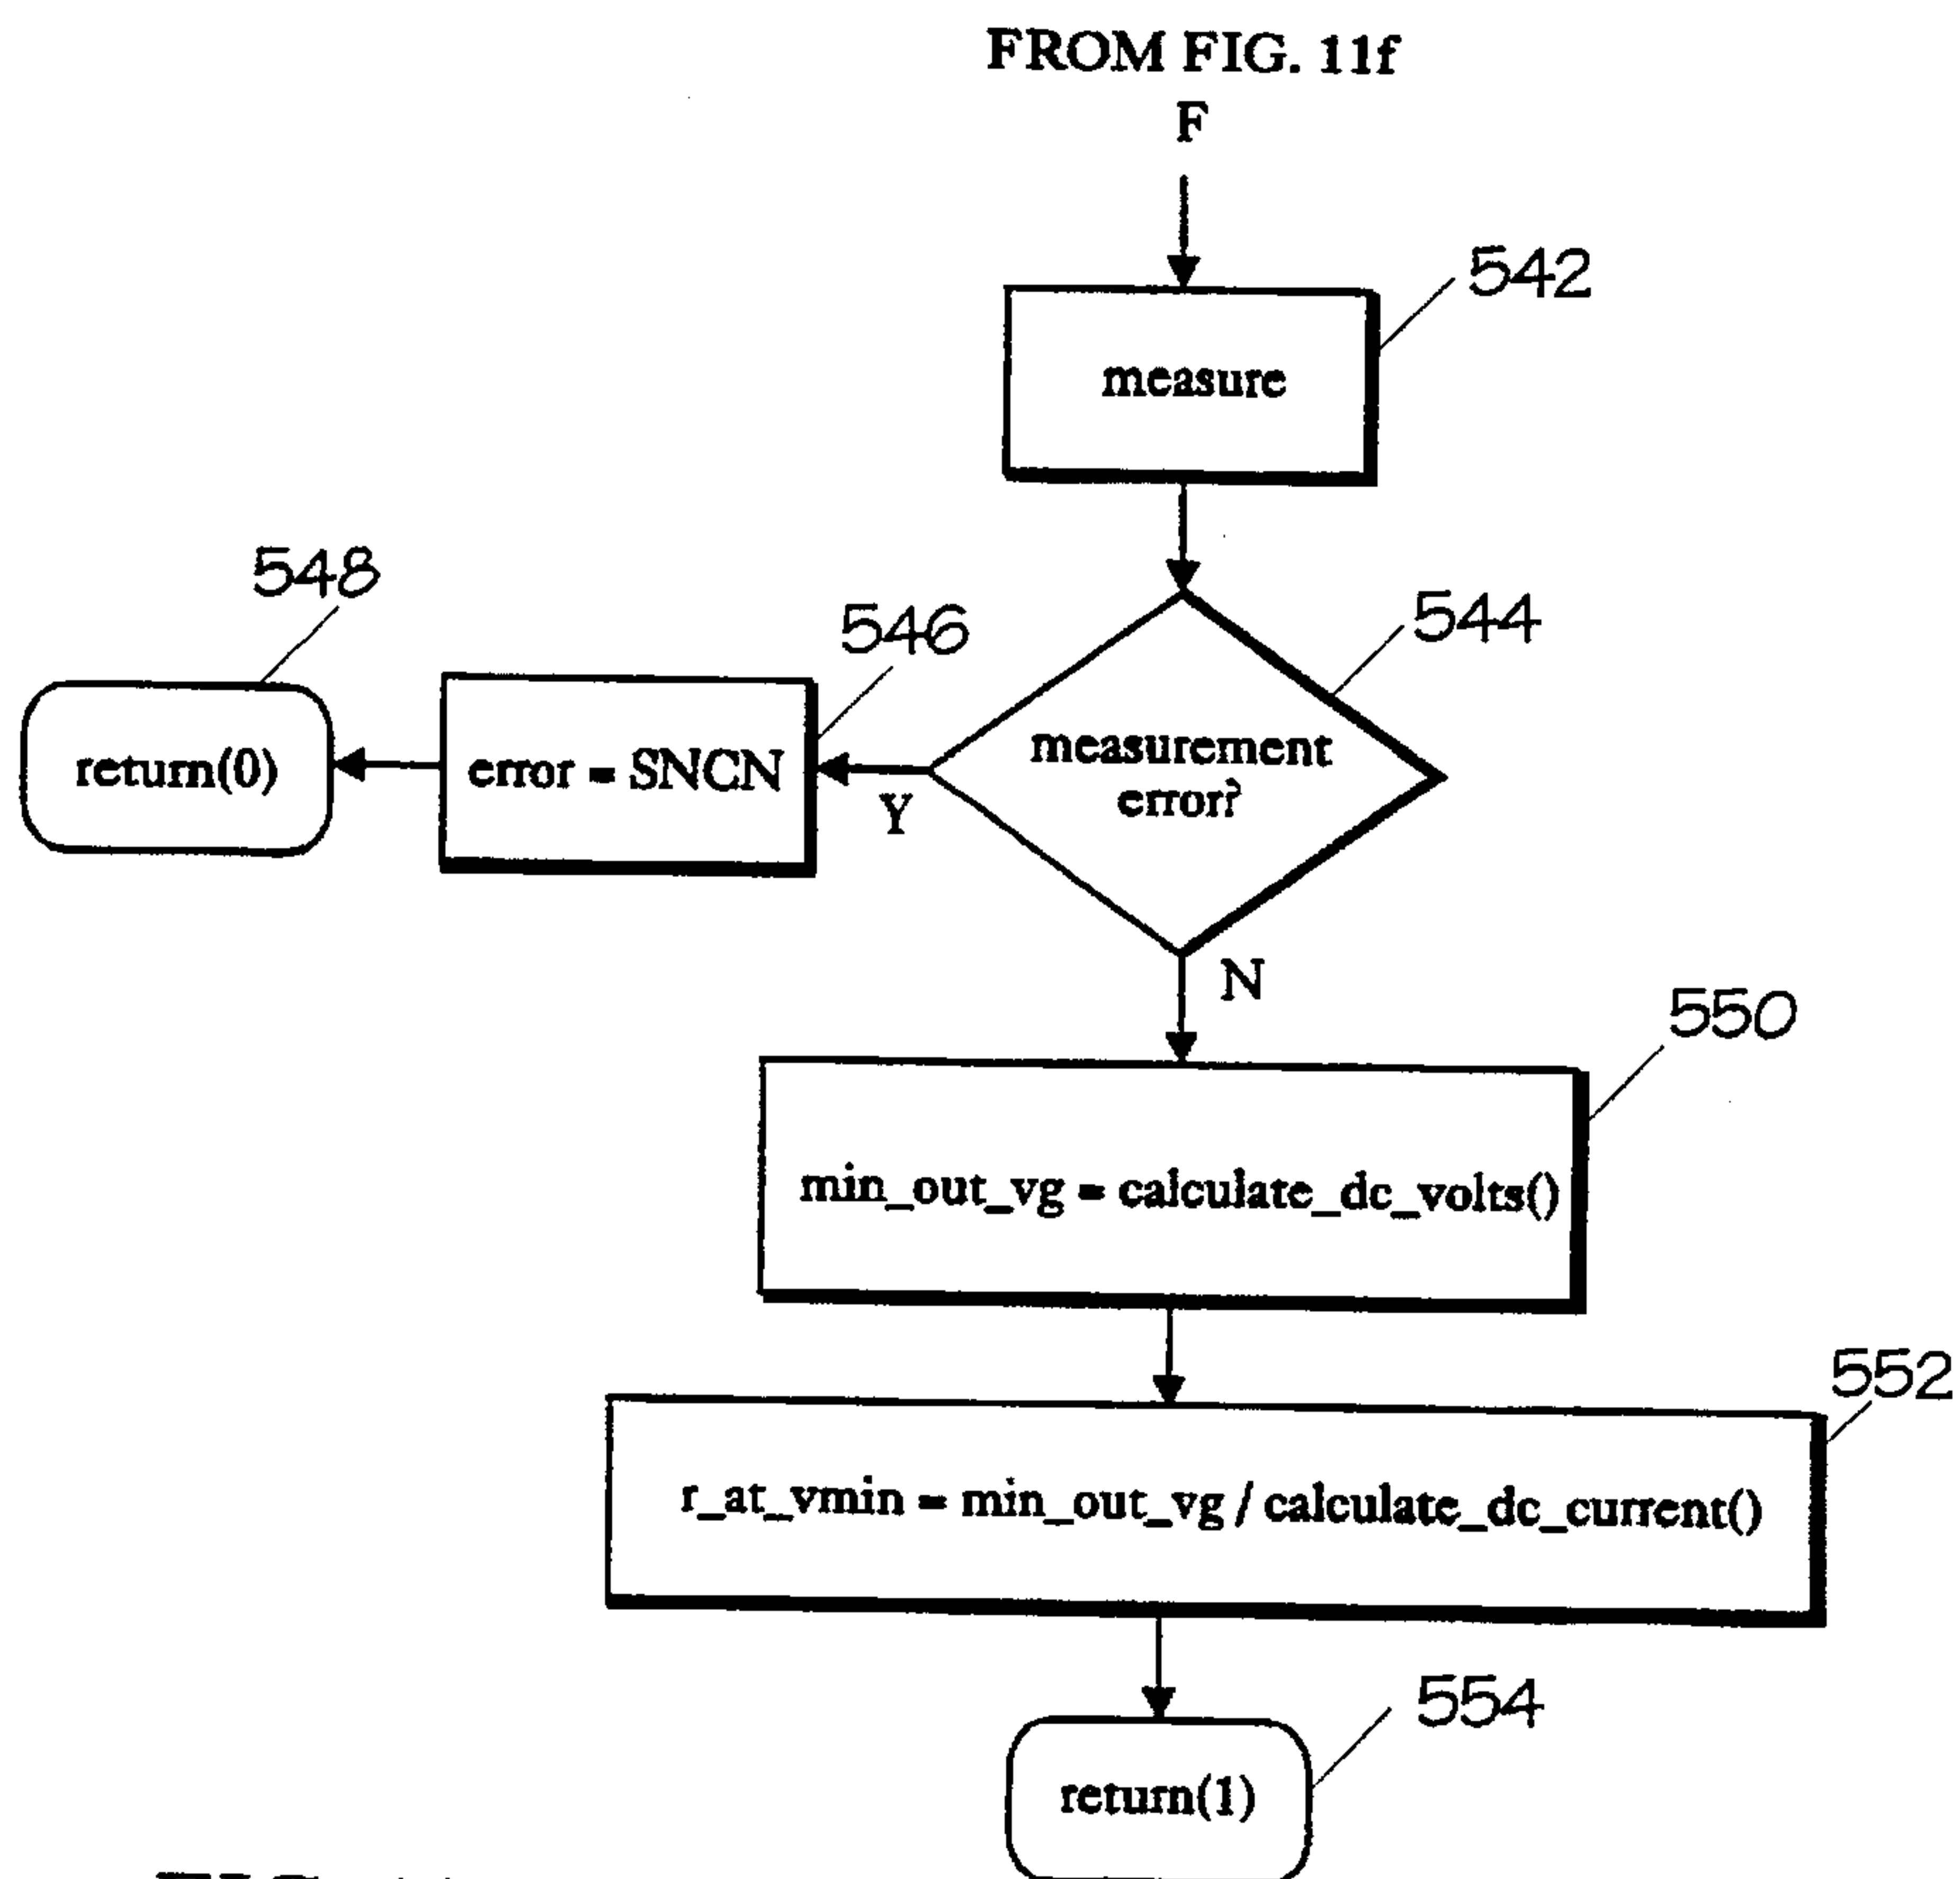 FROM FIG. 11f
F
542
measure
544
measurement
error?
Y
546
error = SNCN
548
return(0)
N
550
min_out_vg = calculate_dc_volts()
552
r_at_vmin = min_out_vg / calculate_dc_current()
554
return(1)